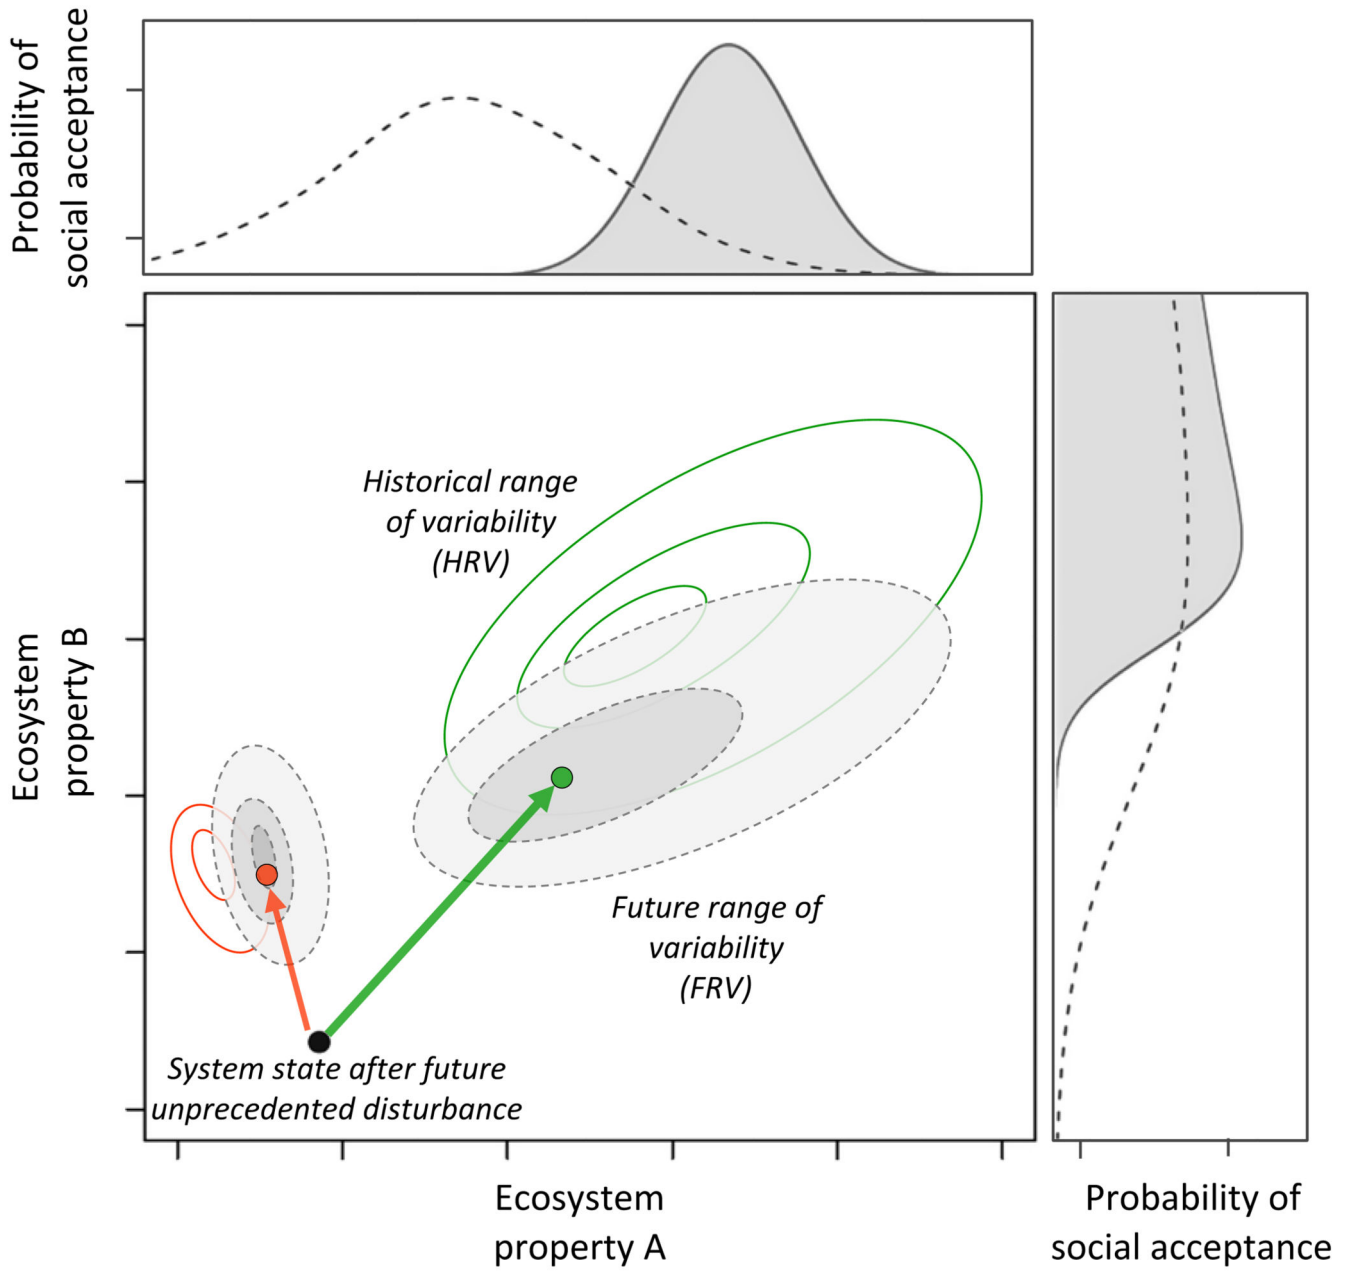 Probability of
social acceptance
Historical range
of variability
(HRV)
Ecosystem
property B
Future range of
variability
(FRV)
System state after future
unprecedented disturbance
Ecosystem
property A
Probability of
social acceptance